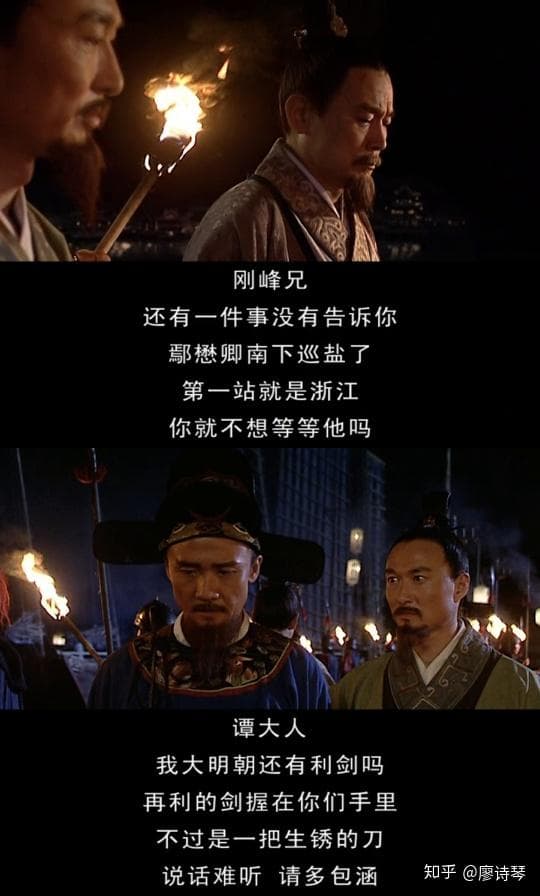 刚峰兄
还有一件事没有告诉你
鄢懋卿南下巡盐了
第一站就是浙江
你就不想等等他吗
谭大人
我大明朝还有利剑吗
再利的剑握在你们手里
不过是一把生锈的刀
说话难听 请多包涵
知乎 @廖诗琴